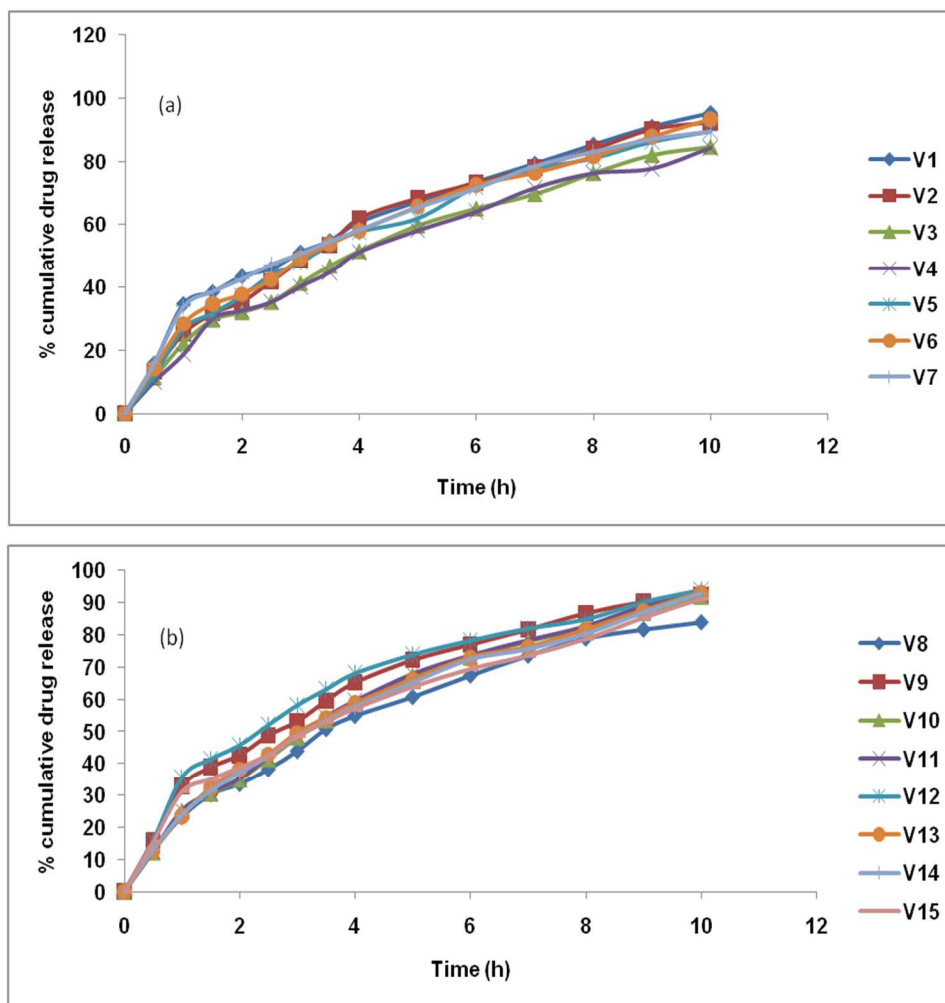 120
100
80
60
40
20
0
(a)
% cumulative drug release
0 2 4 6 8 10 12
Time (h)
V1
V2
V3
V4
V5
V6
V7
100
90
80
70
60
50
40
30
20
10
0
(b)
% cumulative drug release
0 2 4 6 8 10 12
Time (h)
V8
V9
V10
V11
V12
V13
V14
V15